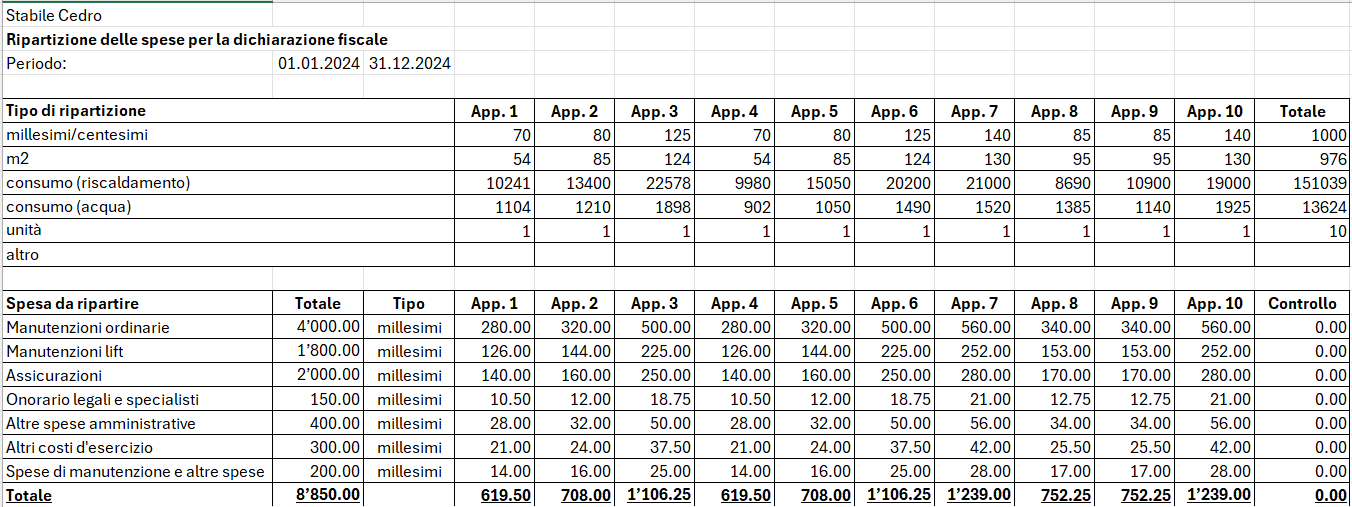 Stabile Cedro
Ripartizione delle spese per la dichiarazione fiscale
Periodo: 01.01.2024 31.12.2024
Tipo di ripartizione App. 1 App. 2 App. 3 App. 4 App. 5 App. 6 App. 7 App. 8 App. 9 App. 10 Totale
millesimi/centesimi 70 80 125 70 80 125 140 85 85 140 1000
m2 54 85 124 54 85 124 130 95 95 130 976
consumo (riscaldamento) 10241 13400 22578 9980 15050 20200 21000 8690 10900 19000 151039
consumo (acqua) 1104 1210 1898 902 1050 1490 1520 1385 1140 1925 13624
unità 1 1 1 1 1 1 1 1 1 1 10
altro
Spesa da ripartire Totale Tipo App. 1 App. 2 App. 3 App. 4 App. 5 App. 6 App. 7 App. 8 App. 9 App. 10 Controllo
Manutenzioni ordinarie 4’000.00 millesimi 280.00 320.00 500.00 280.00 320.00 500.00 560.00 340.00 340.00 560.00 0.00
Manutenzioni lift 1’800.00 millesimi 126.00 144.00 225.00 126.00 144.00 225.00 252.00 153.00 153.00 252.00 0.00
Assicurazioni 2’000.00 millesimi 140.00 160.00 250.00 140.00 160.00 250.00 280.00 170.00 170.00 280.00 0.00
Onorario legali e specialisti 150.00 millesimi 10.50 12.00 18.75 10.50 12.00 18.75 21.00 12.75 12.75 21.00 0.00
Altre spese amministrative 400.00 millesimi 28.00 32.00 50.00 28.00 32.00 50.00 56.00 34.00 34.00 56.00 0.00
Altri costi d'esercizio 300.00 millesimi 21.00 24.00 37.50 21.00 24.00 37.50 42.00 25.50 25.50 42.00 0.00
Spese di manutenzione e altre spese 200.00 millesimi 14.00 16.00 25.00 14.00 16.00 25.00 28.00 17.00 17.00 28.00 0.00
Totale 8’850.00 619.50 708.00 1’106.25 619.50 708.00 1’106.25 1’239.00 752.25 752.25 1’239.00 0.00